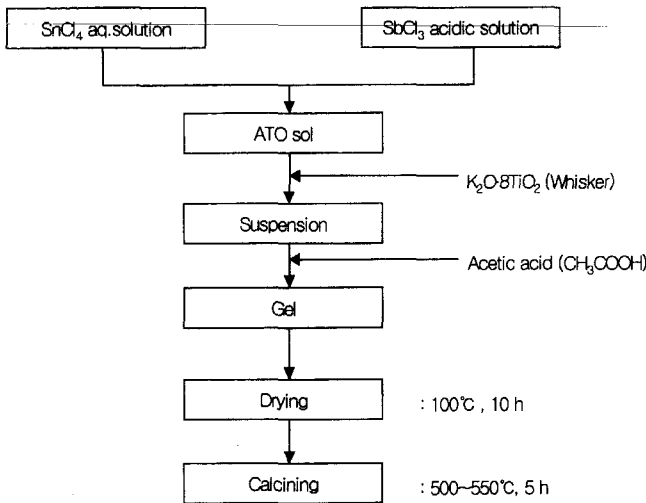 SnCl₄ aq.solution
SbCl₃ acidic solution
ATO sol
K₂O·8TiO₂ (Whisker)
Suspension
Acetic acid (CH₃COOH)
Gel
Drying
: 100℃, 10 h
Calcining
: 500~550℃, 5 h